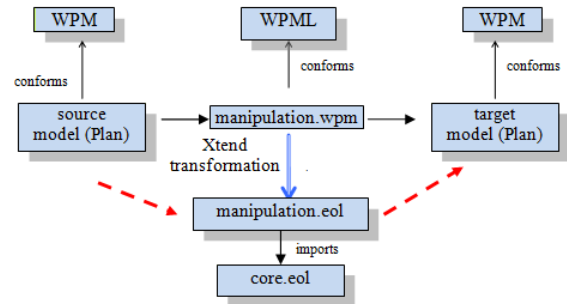 WPM
WPML
WPM
conforms
conforms
conforms
source
model (Plan)
manipulation.wpm
target
model (Plan)
Xtend
transformation
manipulation.eol
imports
core.eol